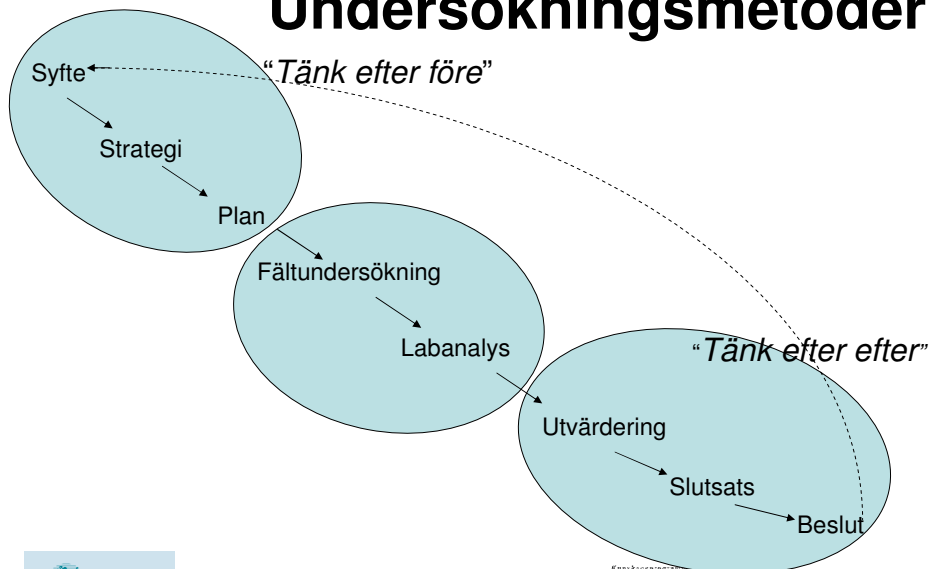 Undersökningsmetoder
Syfte
“Tänk efter före”
Strategi
Plan
Fältundersökning
Labanalys
“Tänk efter efter”
Utvärdering
Slutsats
Beslut